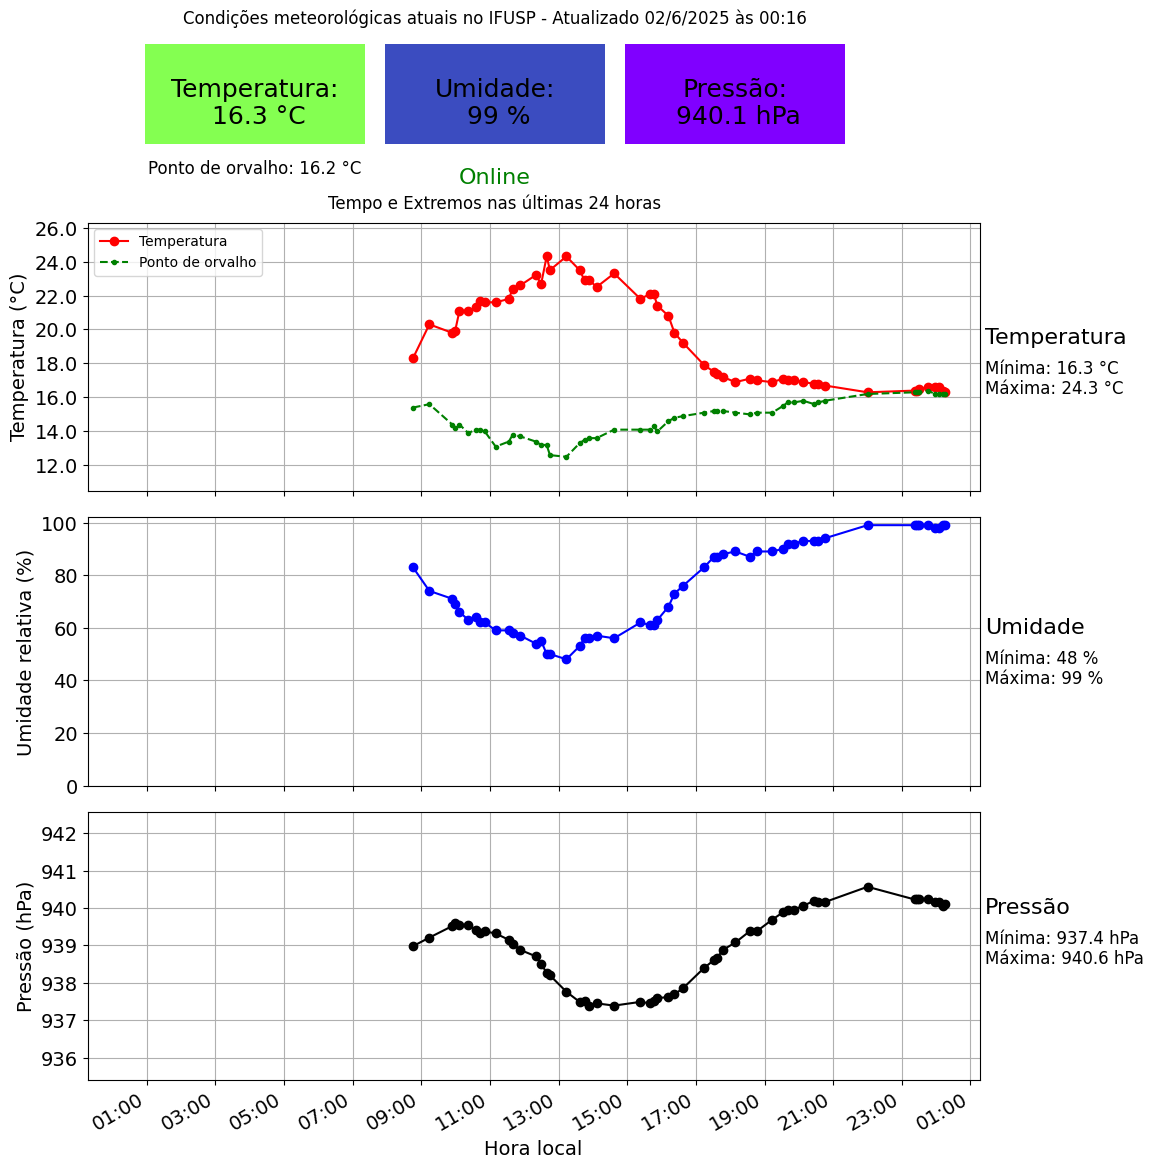 Condições meteorológicas atuais no IFUSP - Atualizado 02/6/2025 às 00:16
Temperatura:
16.3 °C
Umidade:
99 %
Pressão:
940.1 hPa
Ponto de orvalho: 16.2 °C
Online
Tempo e Extremos nas últimas 24 horas
Temperatura (°C)
26.0
24.0
22.0
20.0
18.0
16.0
14.0
12.0
Temperatura
Ponto de orvalho
Temperatura
Mínima: 16.3 °C
Máxima: 24.3 °C
Umidade relativa (%)
100
80
60
40
20
0
Umidade
Mínima: 48 %
Máxima: 99 %
Pressão (hPa)
942
941
940
939
938
937
936
Pressão
Mínima: 937.4 hPa
Máxima: 940.6 hPa
01:00
03:00
05:00
07:00
09:00
11:00
13:00
15:00
17:00
19:00
21:00
23:00
01:00
Hora local